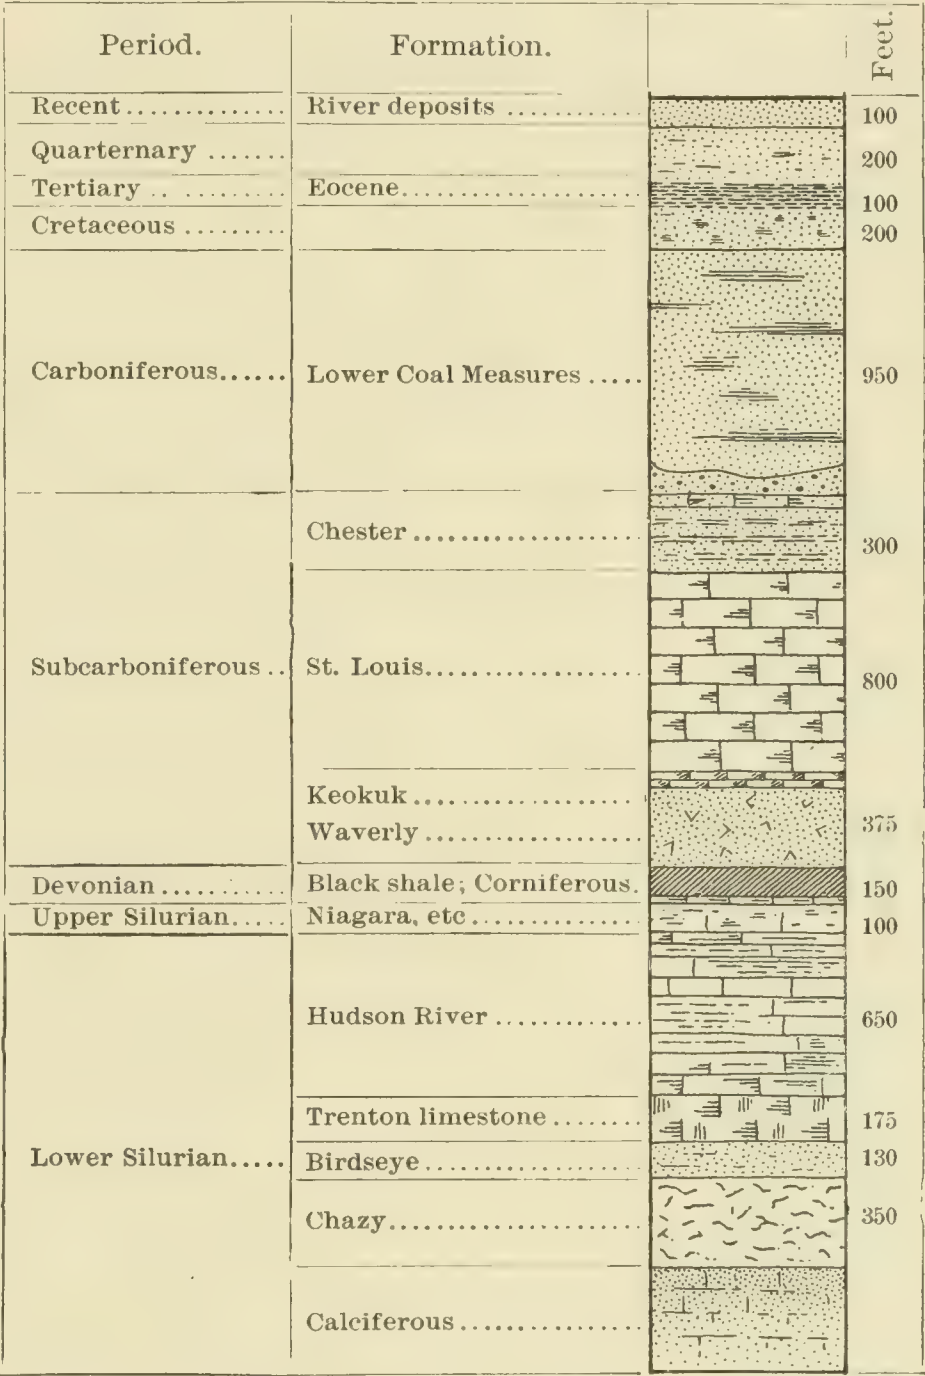 Period. Formation. Feet.
Recent.............. River deposits ............ 100
Quarternary ....... 200
Tertiary .. ......... Eocene..................... 100
Cretaceous ......... 200
Carboniferous...... Lower Coal Measures ..... 950
Chester .................... 300
Subcarboniferous .. St. Louis................... 800
Keokuk ....................
Waverly ................... 375
Devonian ........... Black shale; Corniferous. 150
Upper Silurian..... Niagara, etc ............... 100
Hudson River ............. 650
Trenton limestone ........ 175
Lower Silurian..... Birdseye ................... 130
Chazy...................... 350
Calciferous ................